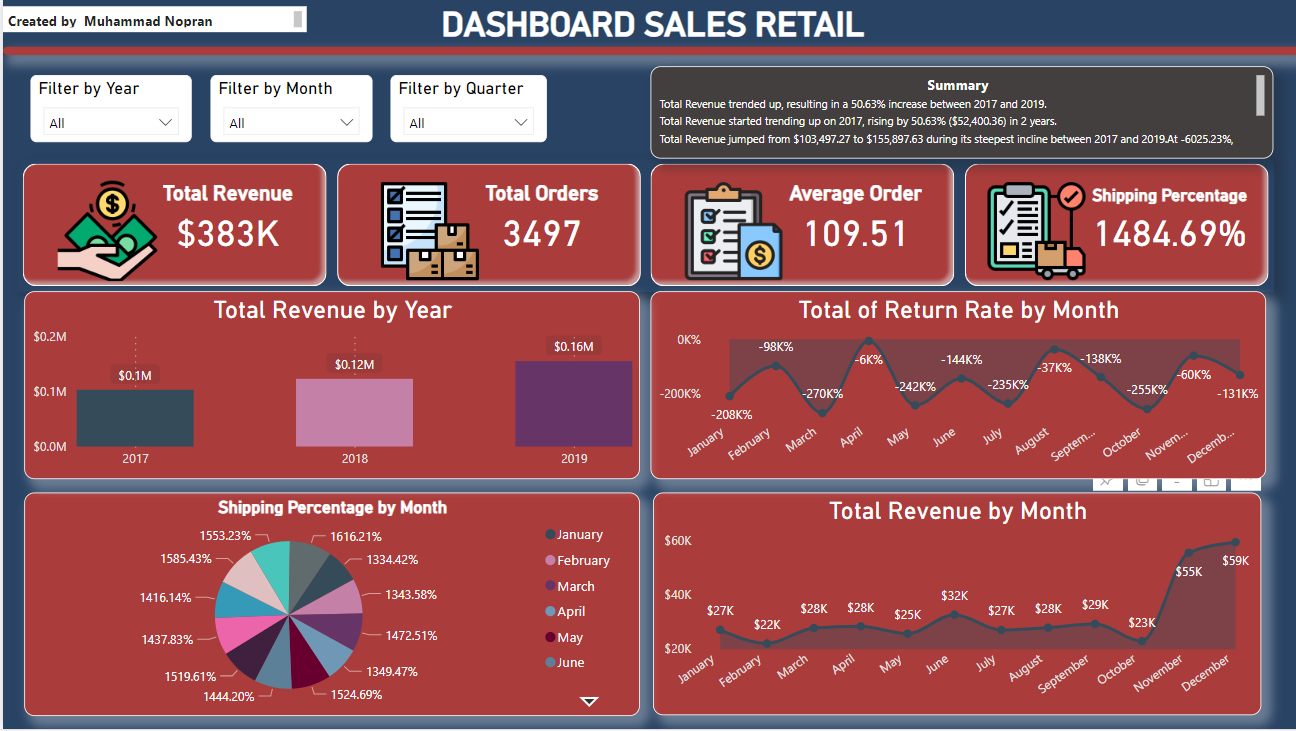 Created by Muhammad Nopran
DASHBOARD SALES RETAIL
Filter by Year
All
Filter by Month
All
Filter by Quarter
All
Summary
Total Revenue trended up, resulting in a 50.63% increase between 2017 and 2019.
Total Revenue started trending up on 2017, rising by 50.63% ($52,400.36) in 2 years.
Total Revenue jumped from $103,497.27 to $155,897.63 during its steepest incline between 2017 and 2019.At -6025.23%,
Total Revenue
$383K
Total Orders
3497
Average Order
109.51
Shipping Percentage
1484.69%
Total Revenue by Year
$0.2M
$0.1M
$0.0M
$0.1M
$0.12M
$0.16M
2017
2018
2019
Total of Return Rate by Month
0K%
-200K%
-208K%
-98K%
-270K%
-6K%
-242K%
-144K%
-235K%
-37K%
-138K%
-255K%
-60K%
-131K%
January
February
March
April
May
June
July
August
Septem...
October
Novem...
Decemb...
Shipping Percentage by Month
1616.21%
1334.42%
1343.58%
1472.51%
1349.47%
1524.69%
1444.20%
1519.61%
1437.83%
1416.14%
1585.43%
1553.23%
January
February
March
April
May
June
Total Revenue by Month
$60K
$40K
$20K
$27K
$22K
$28K
$28K
$25K
$32K
$27K
$28K
$29K
$23K
$55K
$59K
January
February
March
April
May
June
July
August
September
October
November
December